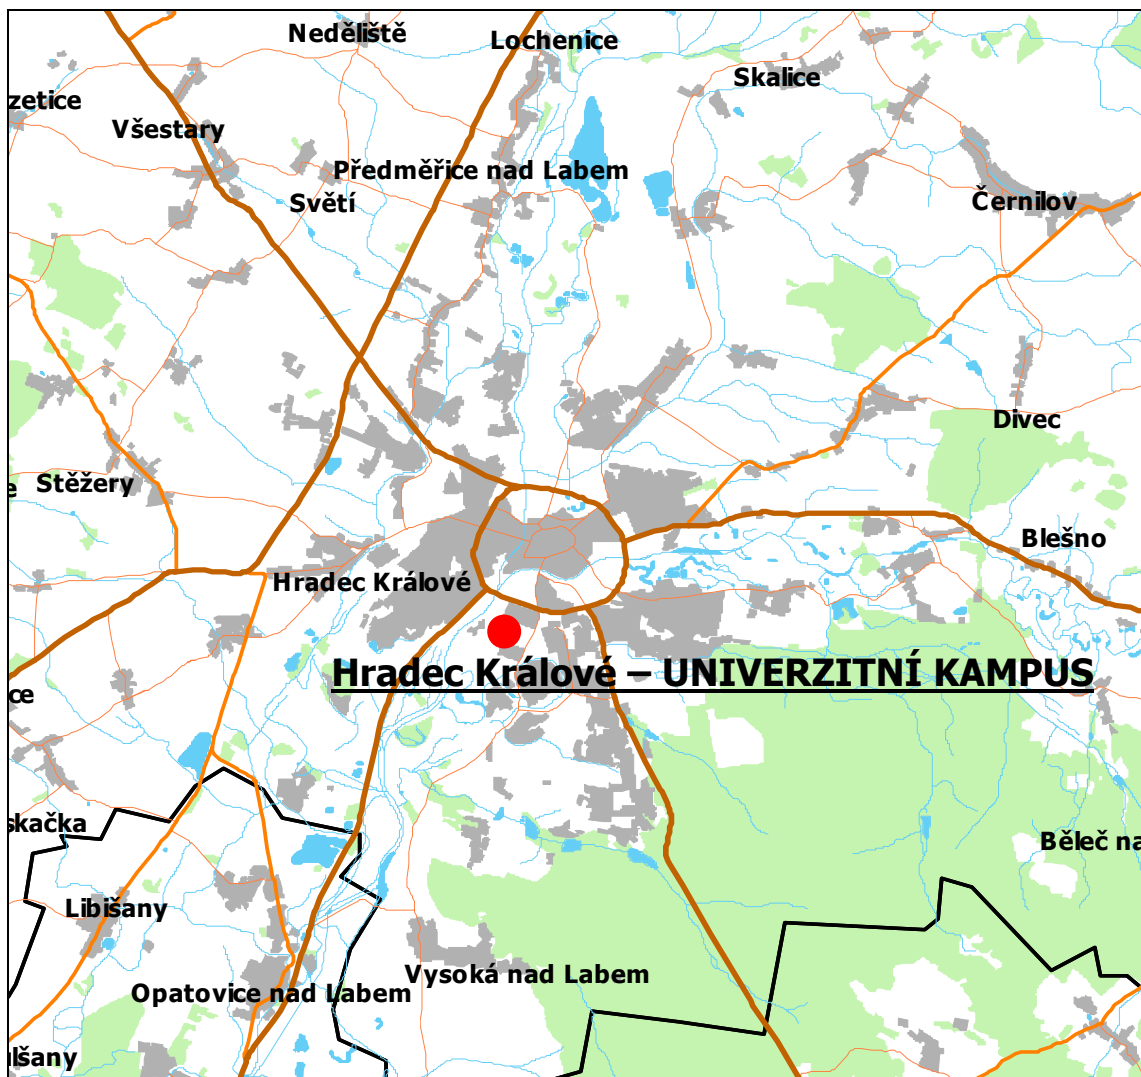 Neděliště
Lochenice
Skalice
zetice
Všestary
Předměřice nad Labem
Světí
Černilov
Divec
e
Stěžery
Blešno
Hradec Králové
Hradec Králové – UNIVERZITNÍ KAMPUS
ce
skačka
Běleč na
Libišany
Vysoká nad Labem
Opatovice nad Labem
ılšany